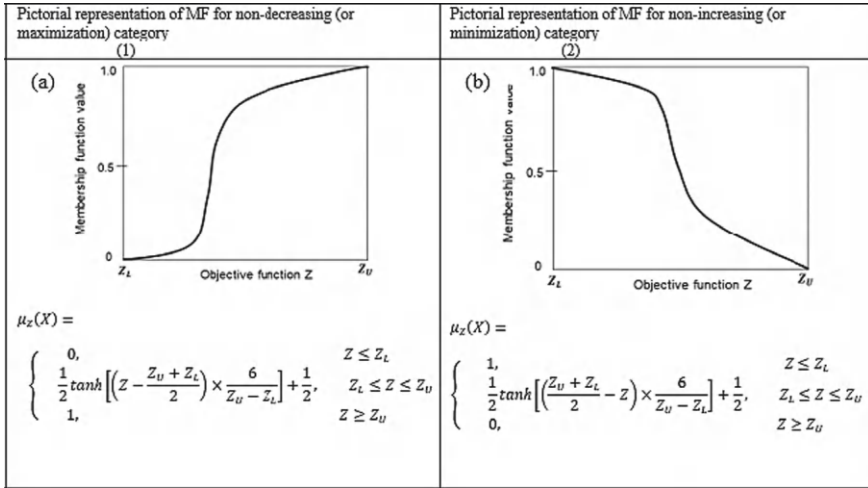 Pictorial representation of MF for non-decreasing (or
maximization) category
(1)
(a)
Membership function value
1.0
0.5
0
Z_L
Objective function Z
Z_U
μ_Z(X) =
0, Z ≤ Z_L
1/2 tanh[(Z − (Z_U + Z_L)/2) × 6/(Z_U − Z_L)] + 1/2, Z_L ≤ Z ≤ Z_U
1, Z ≥ Z_U
Pictorial representation of MF for non-increasing (or
minimization) category
(2)
(b)
Membership function value
1.0
0.5
0
Z_L
Objective function Z
Z_U
μ_Z(X) =
1, Z ≤ Z_L
1/2 tanh[((Z_U + Z_L)/2 − Z) × 6/(Z_U − Z_L)] + 1/2, Z_L ≤ Z ≤ Z_U
0, Z ≥ Z_U